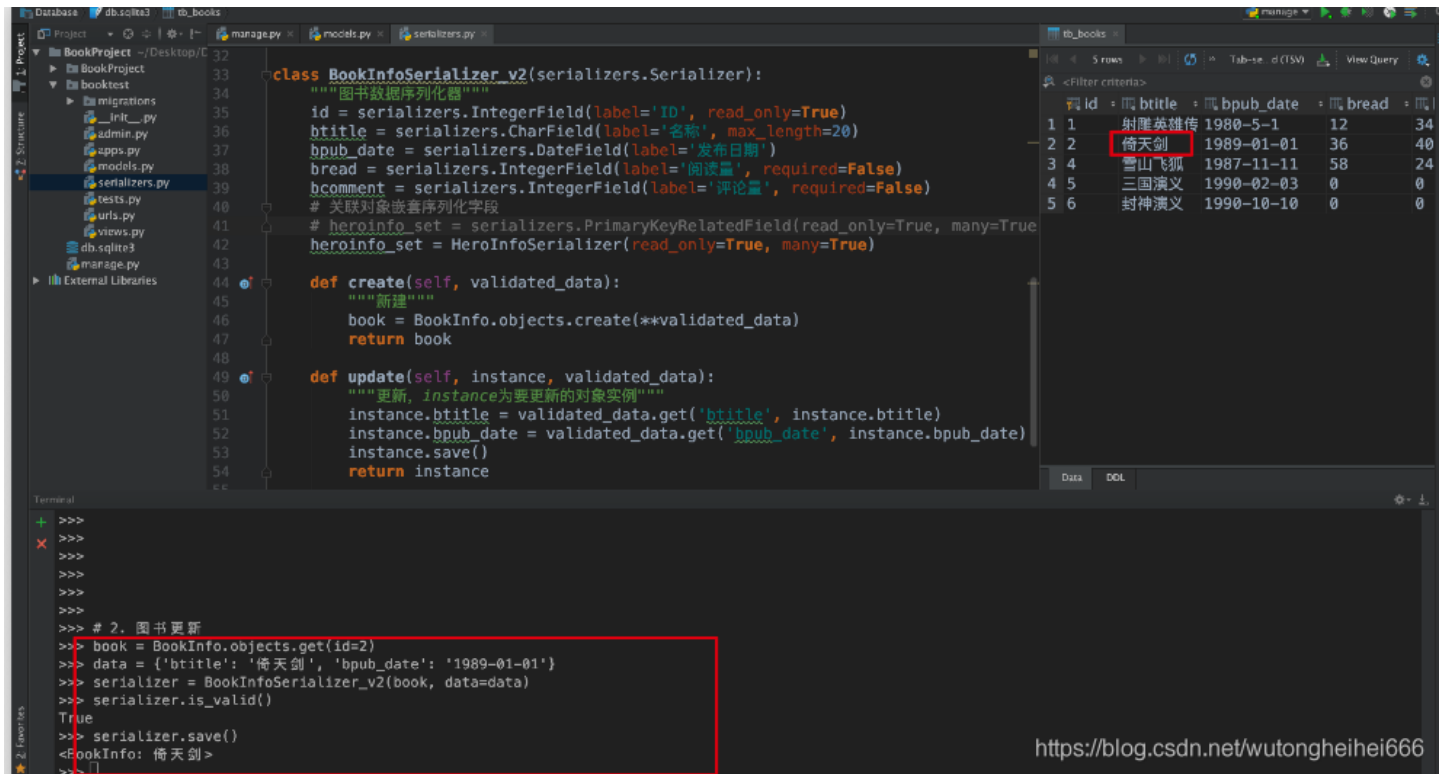 Database db.sqlite3 tb_books
manage
Project
manage.py models.py serializers.py
tb_books
BookProject ~/Desktop/C
BookProject
booktest
migrations
__init__.py
admin.py
apps.py
models.py
serializers.py
tests.py
urls.py
views.py
db.sqlite3
manage.py
External Libraries
1: Project
7: Structure
2: Favorites
32
33 class BookInfoSerializer_v2(serializers.Serializer):
34 """图书数据序列化器"""
35 id = serializers.IntegerField(label='ID', read_only=True)
36 btitle = serializers.CharField(label='名称', max_length=20)
37 bpub_date = serializers.DateField(label='发布日期')
38 bread = serializers.IntegerField(label='阅读量', required=False)
39 bcomment = serializers.IntegerField(label='评论量', required=False)
40 # 关联对象嵌套序列化字段
41 # heroinfo_set = serializers.PrimaryKeyRelatedField(read_only=True, many=True
42 heroinfo_set = HeroInfoSerializer(read_only=True, many=True)
43
44 def create(self, validated_data):
45 """新建"""
46 book = BookInfo.objects.create(**validated_data)
47 return book
48
49 def update(self, instance, validated_data):
50 """更新, instance为要更新的对象实例"""
51 instance.btitle = validated_data.get('btitle', instance.btitle)
52 instance.bpub_date = validated_data.get('bpub_date', instance.bpub_date)
53 instance.save()
54 return instance
55
5 rows Tab-se...d (TSV) View Query
<Filter criteria>
id btitle bpub_date bread
1 1 射雕英雄传 1980-5-1 12 34
2 2 倚天剑 1989-01-01 36 40
3 4 雪山飞狐 1987-11-11 58 24
4 5 三国演义 1990-02-03 0 0
5 6 封神演义 1990-10-10 0 0
Data DDL
Terminal
>>>
>>>
>>>
>>>
>>>
>>>
>>> # 2. 图书更新
>>> book = BookInfo.objects.get(id=2)
>>> data = {'btitle': '倚天剑', 'bpub_date': '1989-01-01'}
>>> serializer = BookInfoSerializer_v2(book, data=data)
>>> serializer.is_valid()
True
>>> serializer.save()
<BookInfo: 倚天剑>
>>>
https://blog.csdn.net/wutongheihei666